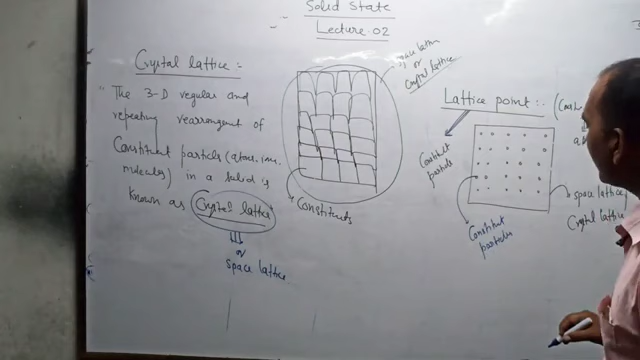 Solid State
Lecture 02
Crystal lattice :-
"The 3-D regular and
repeating rearrangment of
Constituent particles (atoms, ions,
molecules) in a solid is
known as Crystal lattice
or
space lattice
space lattice
or
Crystal lattice
Constituents
Lattice point :-
Constituent
particle
Constituent
particles
space lattice
Crystal lattice